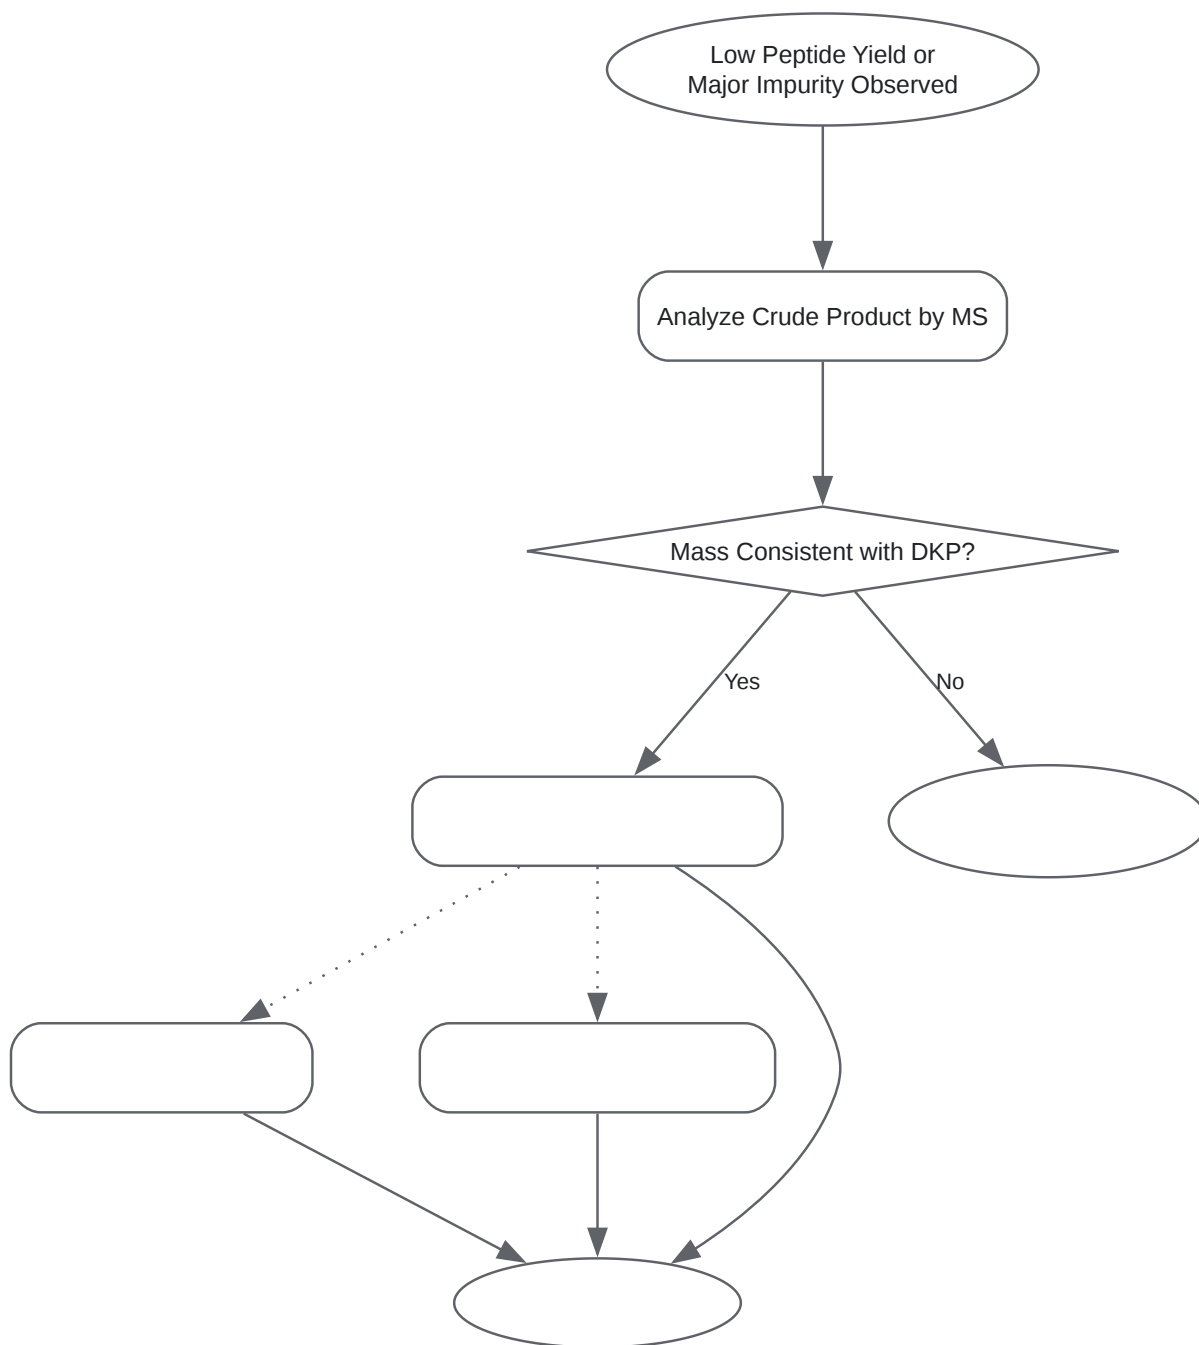 Low Peptide Yield or
Major Impurity Observed
Analyze Crude Product by MS
Mass Consistent with DKP?
Yes
No